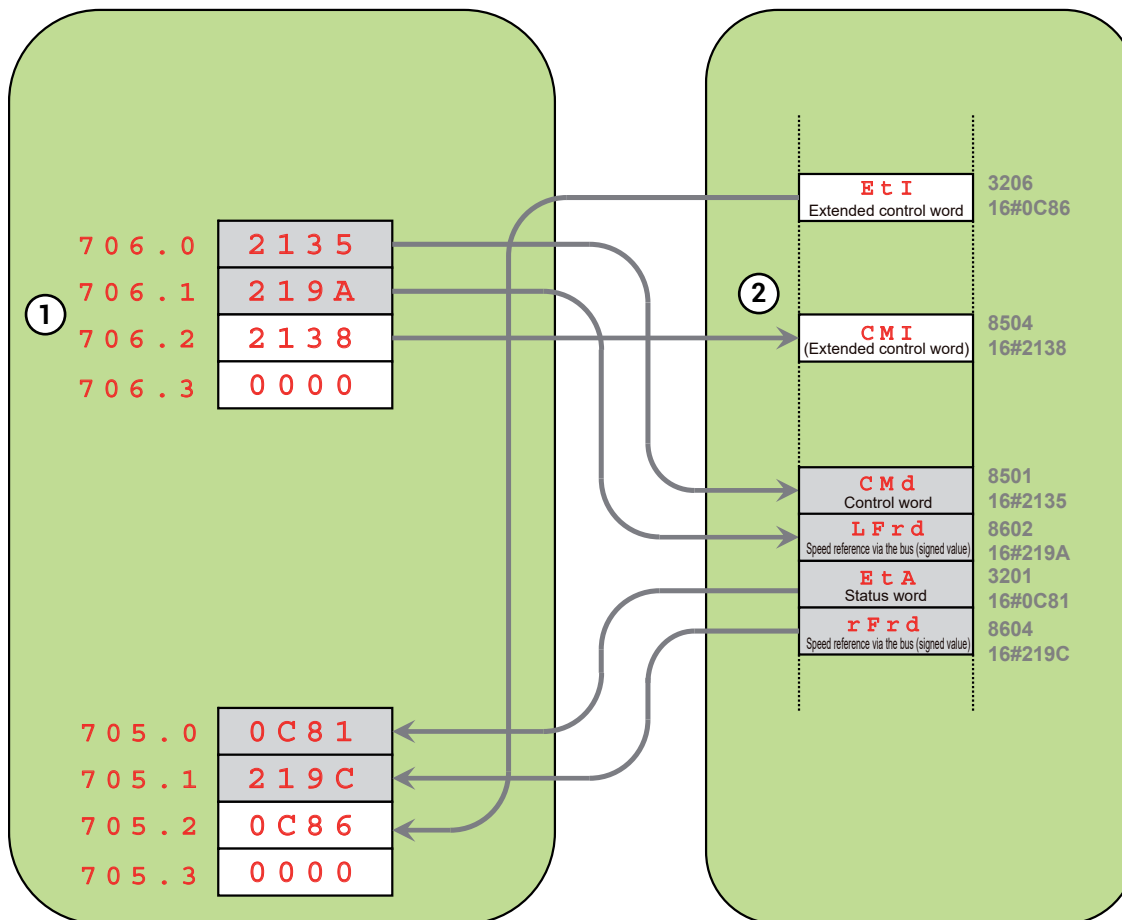 1
706.0 2135
706.1 219A
706.2 2138
706.3 0000
705.0 0C81
705.1 219C
705.2 0C86
705.3 0000
2
EtI
Extended control word
3206
16#0C86
CMI
(Extended control word)
8504
16#2138
CMd
Control word
8501
16#2135
LFrd
Speed reference via the bus (signed value)
8602
16#219A
EtA
Status word
3201
16#0C81
rFrd
Speed reference via the bus (signed value)
8604
16#219C